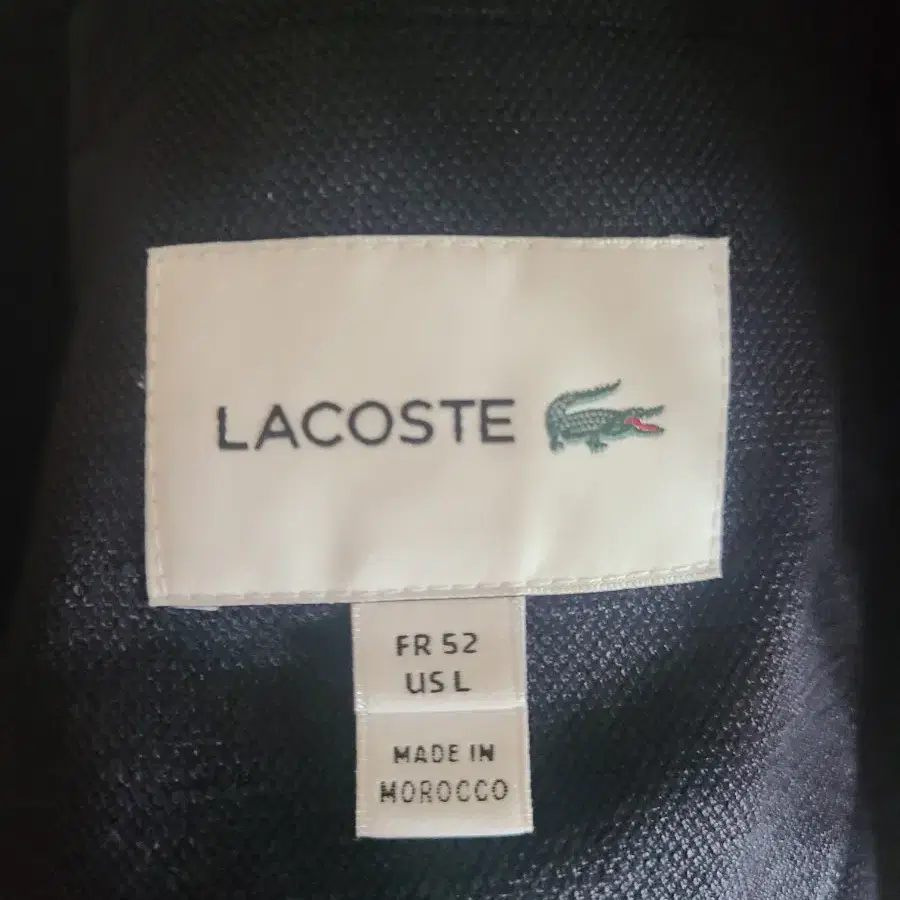 LACOSTE
FR 52
US L
MADE IN
MOROCCO